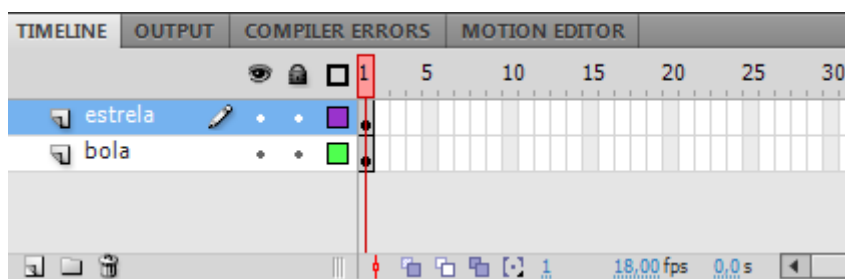 TIMELINE OUTPUT COMPILER ERRORS MOTION EDITOR
1 5 10 15 20 25 30
estrela
bola
1 18,00 fps 0,0 s